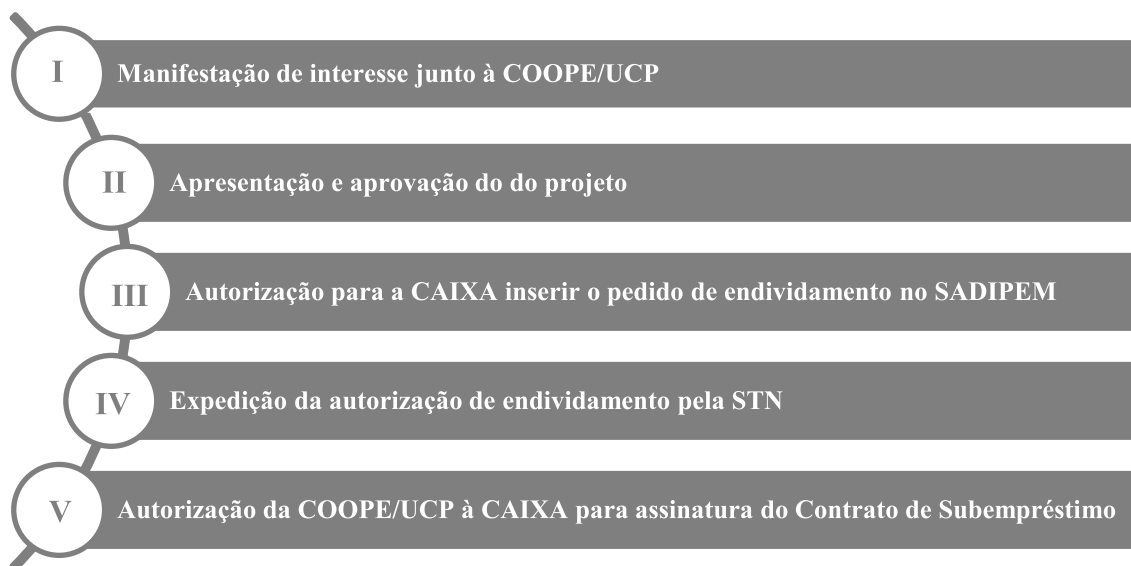 I
Manifestação de interesse junto à COOPE/UCP
II
Apresentação e aprovação do do projeto
III
Autorização para a CAIXA inserir o pedido de endividamento no SADIPEM
IV
Expedição da autorização de endividamento pela STN
V
Autorização da COOPE/UCP à CAIXA para assinatura do Contrato de Subempréstimo